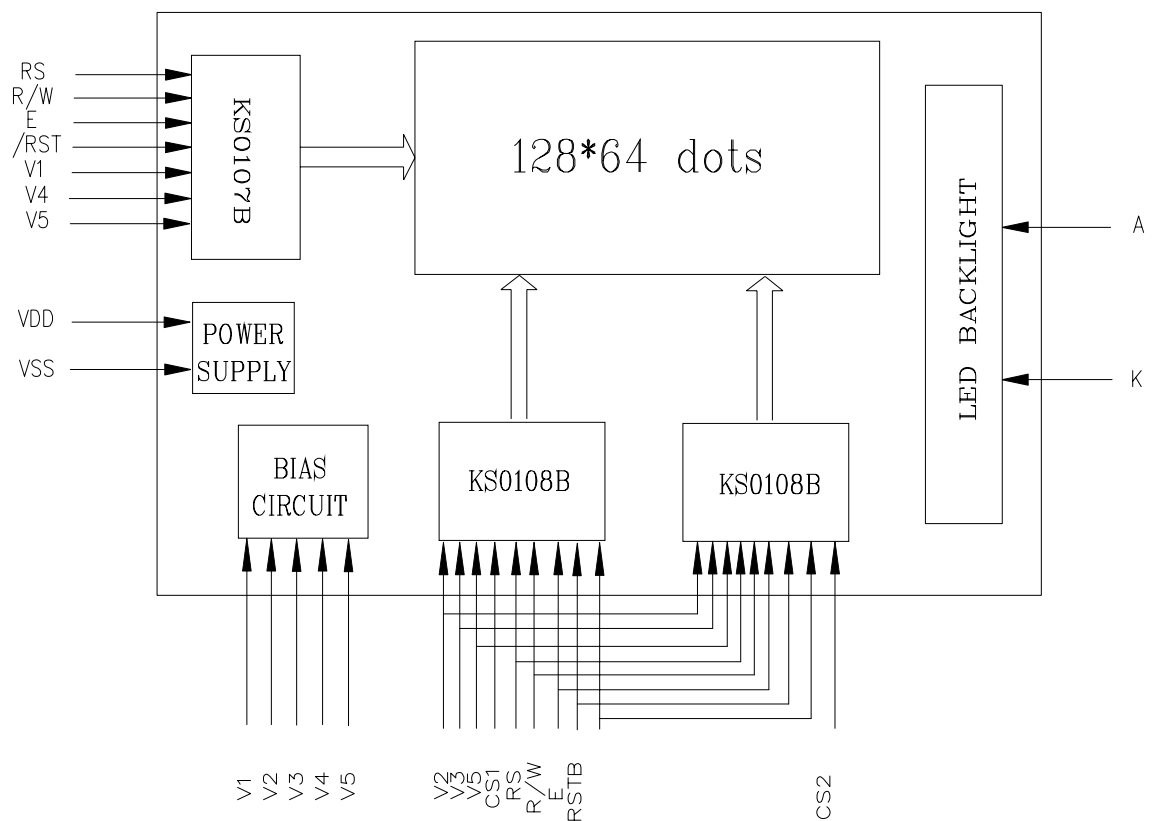 RS
R/W
E
/RST
V1
V4
V5
KS0107B
128*64 dots
LED BACKLIGHT
A
K
VDD
VSS
POWER
SUPPLY
BIAS
CIRCUIT
KS0108B
KS0108B
V1
V2
V3
V4
V5
V2
V3
V5
CS1
RS
R/W
E
RSTB
CS2